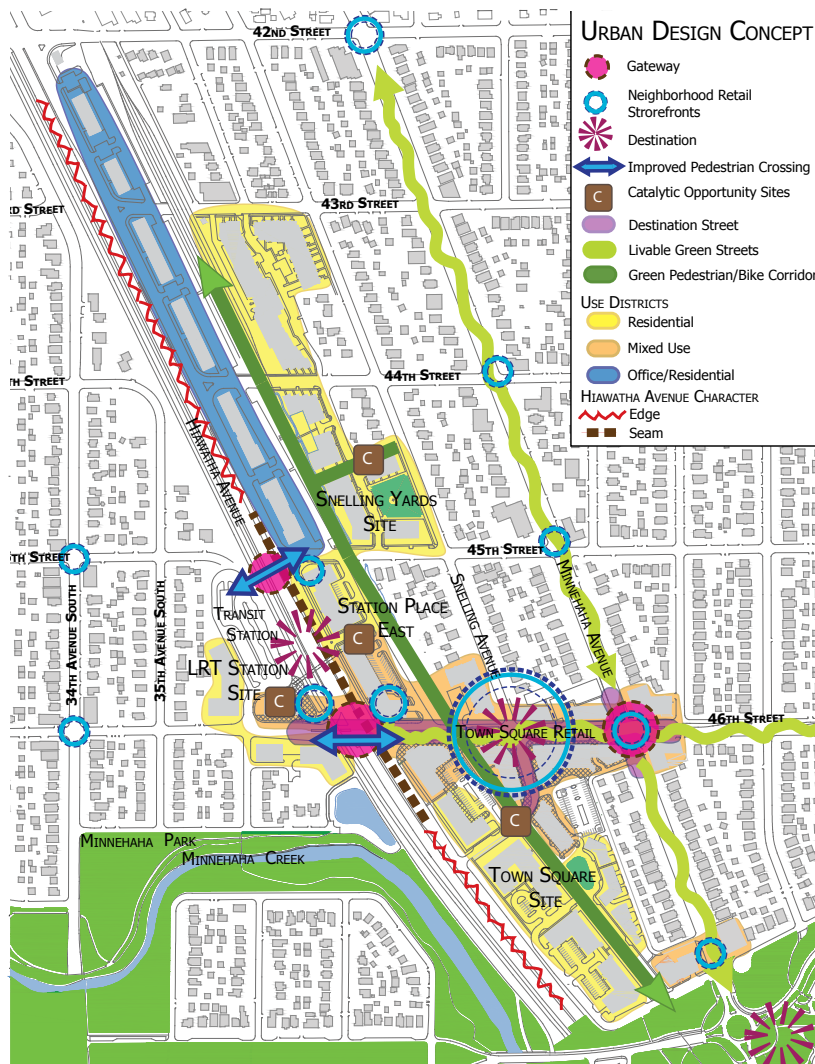 URBAN DESIGN CONCEPT
GATEWAY
NEIGHBORHOOD RETAIL
STROREFRONTS
DESTINATION
IMPROVED PEDESTRIAN CROSSING
C
CATALYTIC OPPORTUNITY SITES
DESTINATION STREET
LIVABLE GREEN STREETS
GREEN PEDESTRIAN/BIKE CORRIDOR
USE DISTRICTS
RESIDENTIAL
MIXED USE
OFFICE/RESIDENTIAL
HIAWATHA AVENUE CHARACTER
EDGE
SEAM
42ND STREET
43RD STREET
RD STREET
44TH STREET
TH STREET
HIAWATHA AVENUE
C
SNELLING YARDS
SITE
45TH STREET
TH STREET
34TH AVENUE SOUTH
35TH AVENUE SOUTH
TRANSIT
STATION
STATION PLACE
EAST
C
SNELLING AVENUE
MINNEHAHA AVENUE
LRT STATION
SITE
C
TOWN SQUARE RETAIL
46TH STREET
C
MINNEHAHA PARK
MINNEHAHA CREEK
TOWN SQUARE
SITE